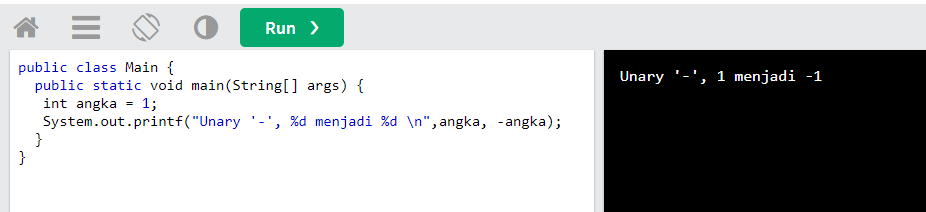 Run ❯
public class Main {
  public static void main(String[] args) {
   int angka = 1;
   System.out.printf("Unary '-', %d menjadi %d \n",angka, -angka);
  }
}
Unary '-', 1 menjadi -1